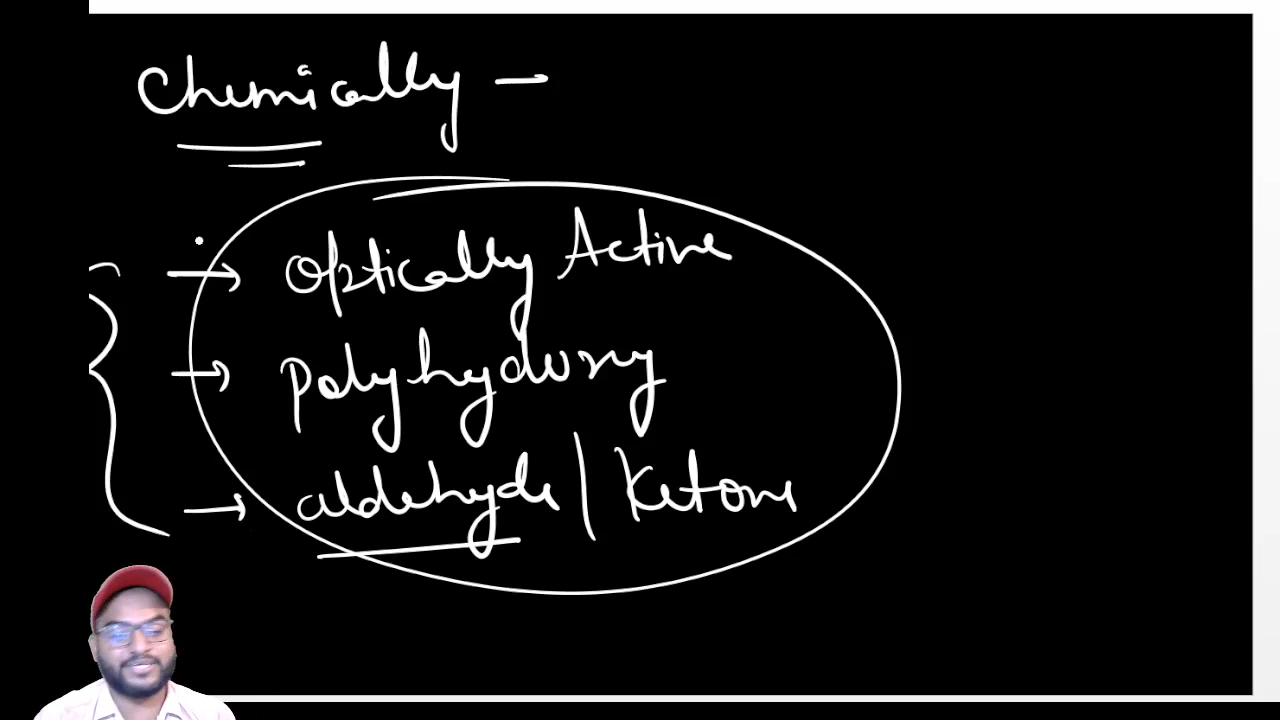 Chemically →
→ Optically Active
→ Polyhydroxy
→ aldehyde / Ketone